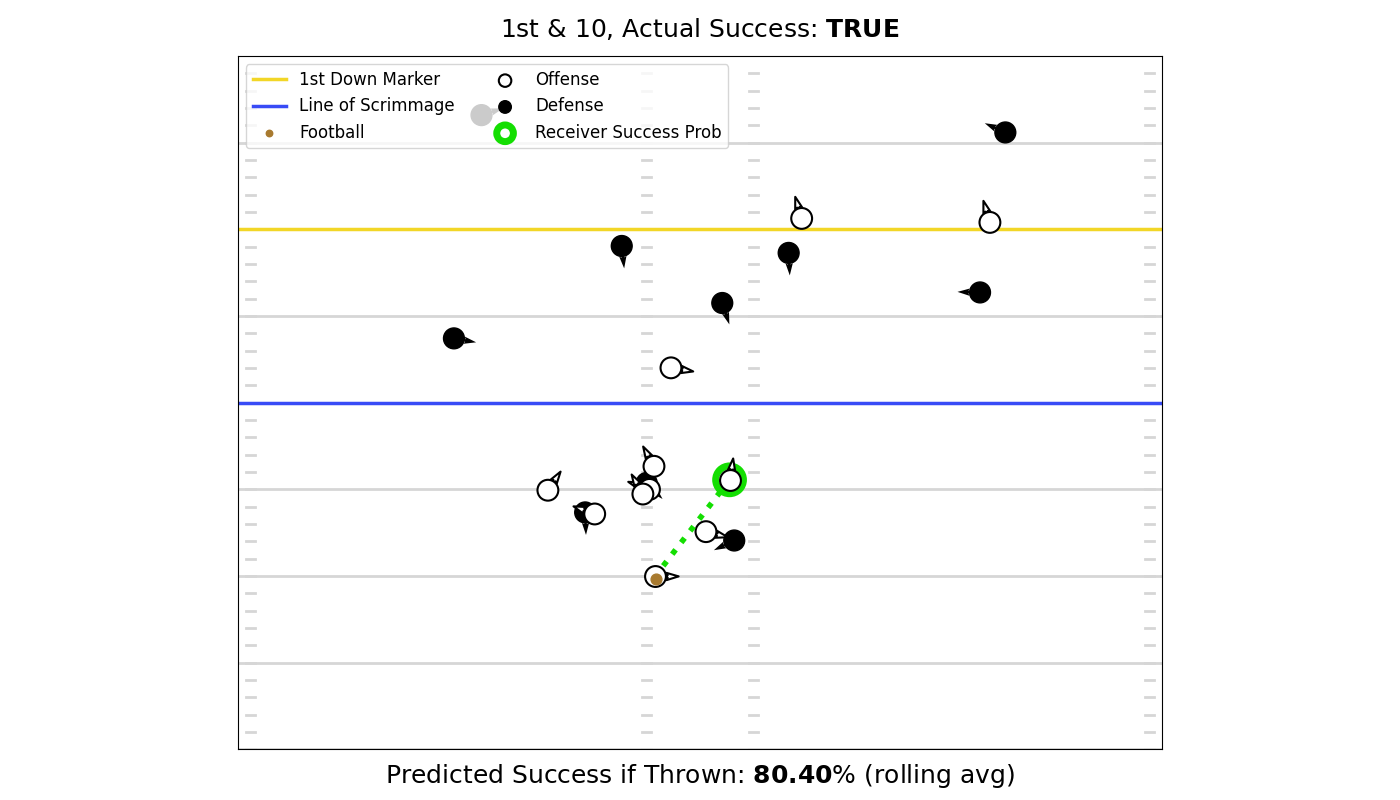 1st & 10, Actual Success: TRUE
1st Down Marker
Line of Scrimmage
Football
Offense
Defense
Receiver Success Prob
Predicted Success if Thrown: 80.40% (rolling avg)